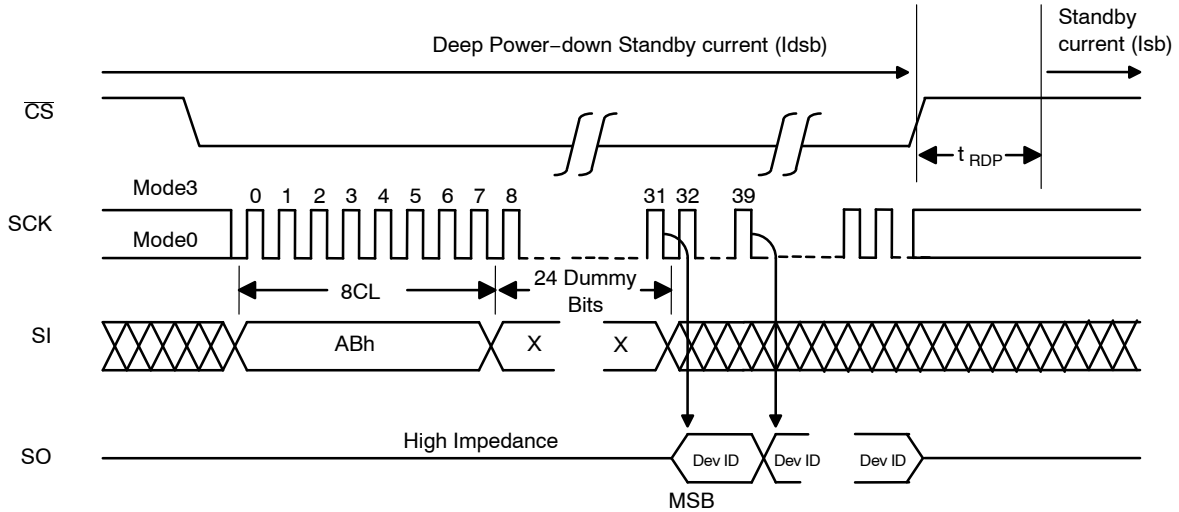 Standby
current (Isb)
Deep Power−down Standby current (Idsb)
CS
t RDP
Mode3
0 1 2 3 4 5 6 7 8 31 32 39
SCK
Mode0
8CL
24 Dummy
Bits
SI
ABh X X
High Impedance
SO
Dev ID Dev ID Dev ID
MSB